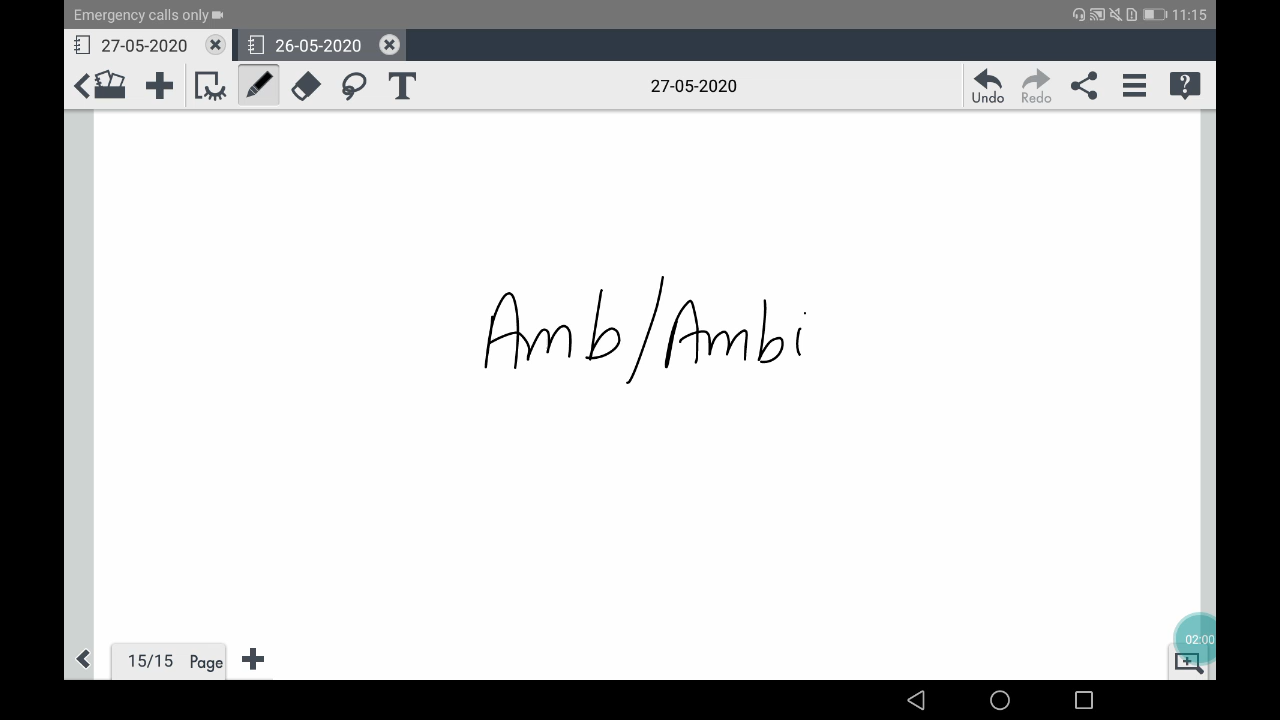 Emergency calls only 11:15
27-05-2020 26-05-2020
T 27-05-2020 Undo Redo ?
Amb/Ambi
02:00
15/15 Page